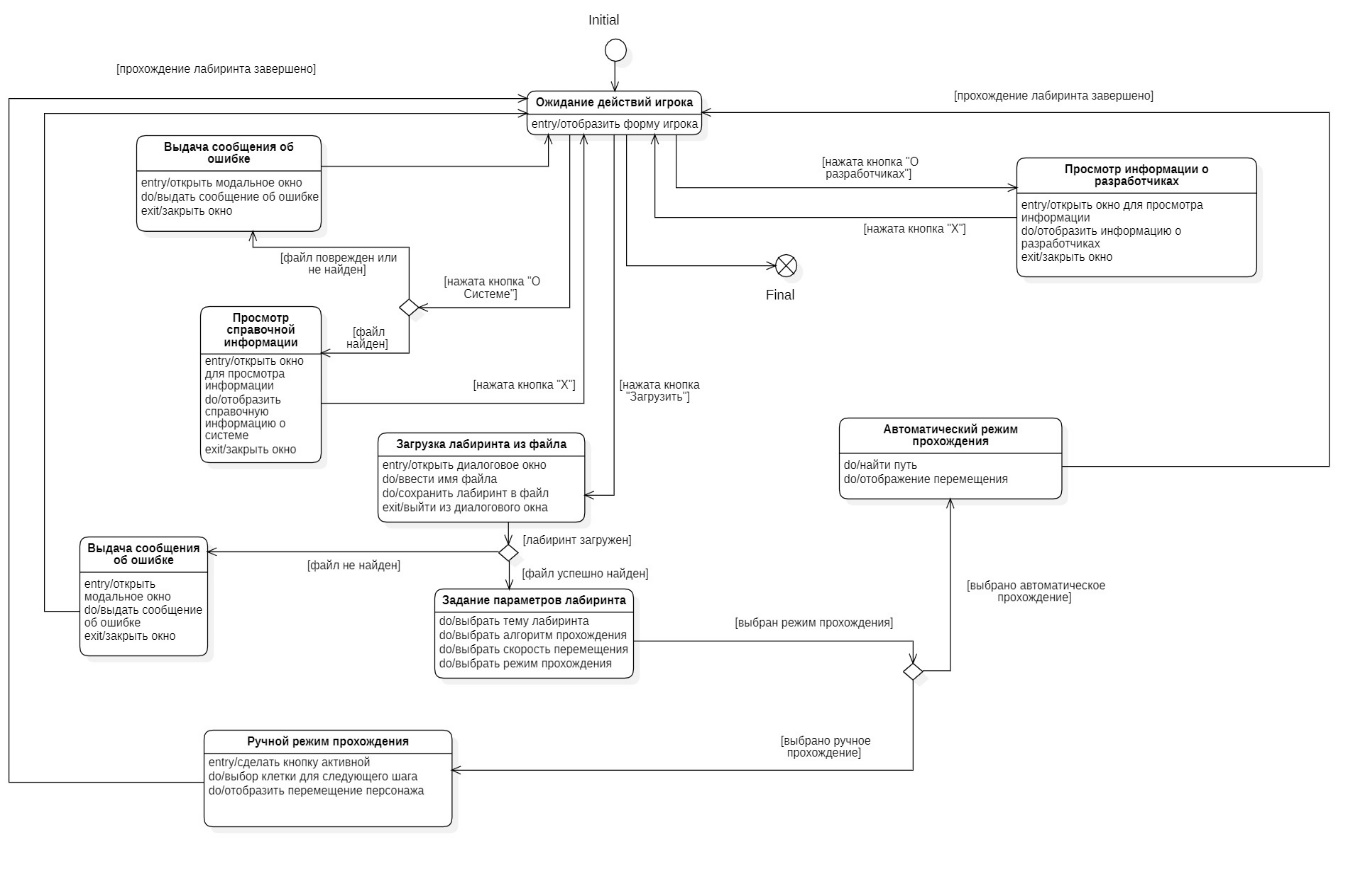 Initial
[прохождение лабиринта завершено]
[прохождение лабиринта завершено]
Ожидание действий игрока
entry/отобразить форму игрока
Выдача сообщения об
ошибке
entry/открыть модальное окно
do/выдать сообщение об ошибке
exit/закрыть окно
[нажата кнопка "О
разработчиках"]
Просмотр информации о
разработчиках
entry/открыть окно для просмотра
информации
do/отобразить информацию о
разработчиках
exit/закрыть окно
[нажата кнопка "X"]
[файл поврежден или
не найден]
[нажата кнопка "О
Системе"]
Final
Просмотр
справочной
информации
entry/открыть окно
для просмотра
информации
do/отобразить
справочную
информацию о
системе
exit/закрыть окно
[файл
найден]
[нажата кнопка "X"]
[нажата кнопка
"Загрузить"]
Загрузка лабиринта из файла
entry/открыть диалоговое окно
do/ввести имя файла
do/сохранить лабиринт в файл
exit/выйти из диалогового окна
Автоматический режим
прохождения
do/найти путь
do/отображение перемещения
[лабиринт загружен]
[файл не найден]
[файл успешно найден]
Выдача сообщения
об ошибке
entry/открыть
модальное окно
do/выдать сообщение
об ошибке
exit/закрыть окно
Задание параметров лабиринта
do/выбрать тему лабиринта
do/выбрать алгоритм прохождения
do/выбрать скорость перемещения
do/выбрать режим прохождения
[выбран режим прохождения]
[выбрано автоматическое
прохождение]
[выбрано ручное
прохождение]
Ручной режим прохождения
entry/сделать кнопку активной
do/выбор клетки для следующего шага
do/отобразить перемещение персонажа